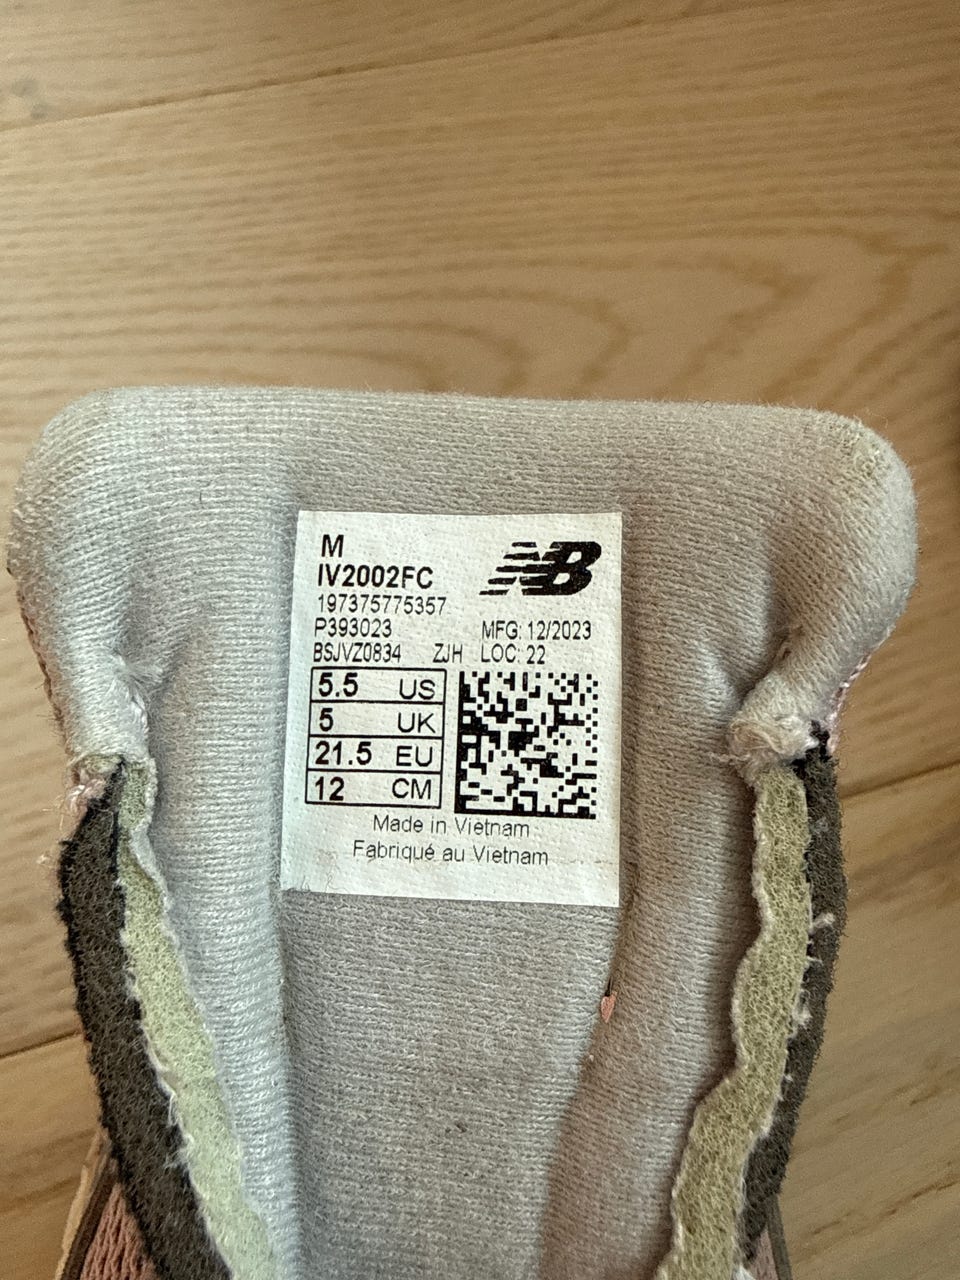 M
IV2002FC
NB
197375775357
P393023 MFG: 12/2023
BSJVZ0834 ZJH LOC: 22
5.5 US
5 UK
21.5 EU
12 CM
Made in Vietnam
Fabriqué au Vietnam